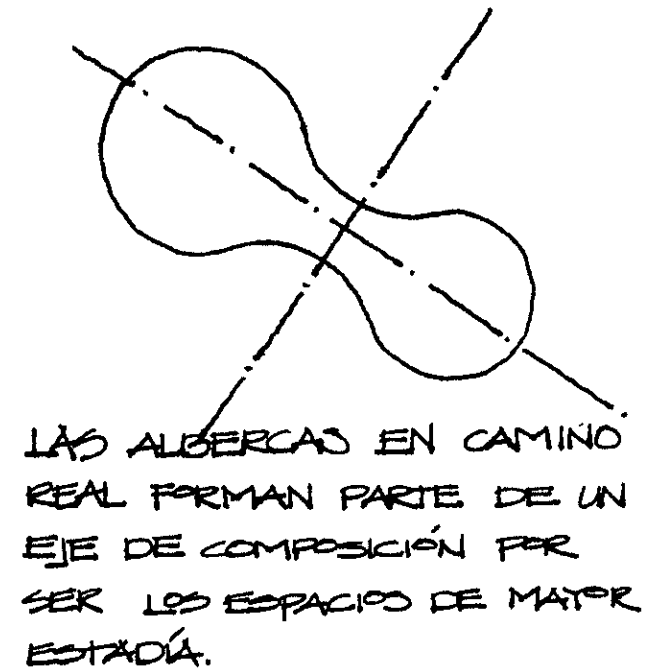 LAS ALBERCAS EN CAMINO
REAL FORMAN PARTE DE UN
EJE DE COMPOSICIÓN POR
SER LOS ESPACIOS DE MAYOR
ESTADÍA.